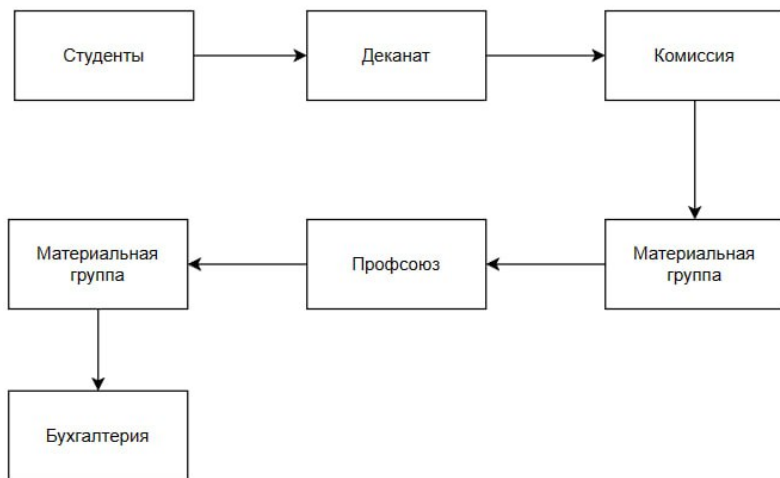 Студенты
Деканат
Комиссия
Материальная
группа
Профсоюз
Материальная
группа
Бухгалтерия